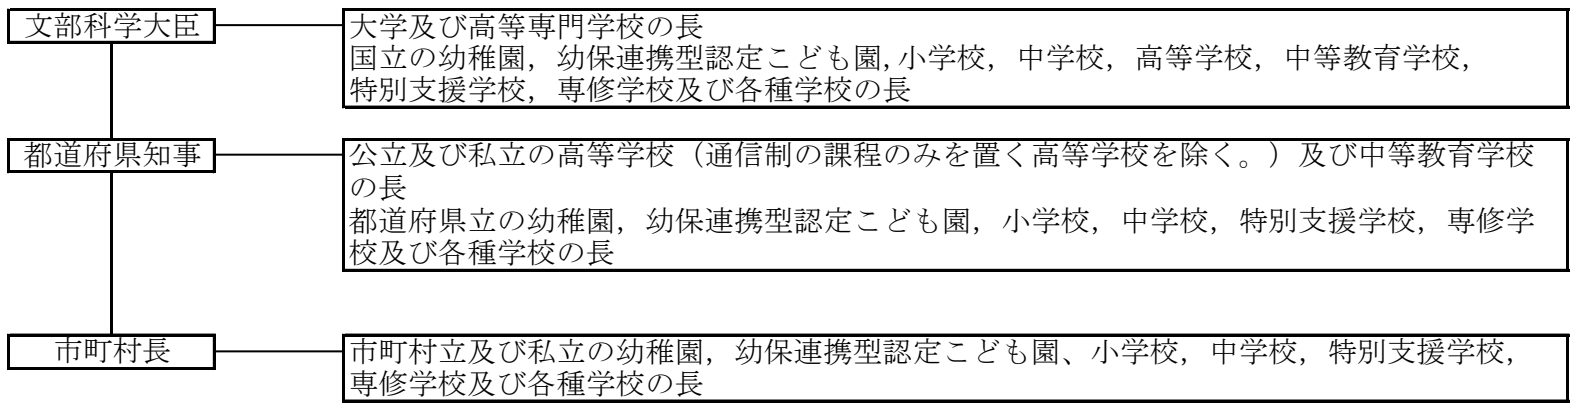 文部科学大臣
大学及び高等専門学校の長
国立の幼稚園，幼保連携型認定こども園,小学校，中学校，高等学校，中等教育学校，
特別支援学校，専修学校及び各種学校の長
都道府県知事
公立及び私立の高等学校（通信制の課程のみを置く高等学校を除く。）及び中等教育学校
の長
都道府県立の幼稚園，幼保連携型認定こども園，小学校，中学校，特別支援学校，専修学
校及び各種学校の長
市町村長
市町村立及び私立の幼稚園，幼保連携型認定こども園、小学校，中学校，特別支援学校，
専修学校及び各種学校の長